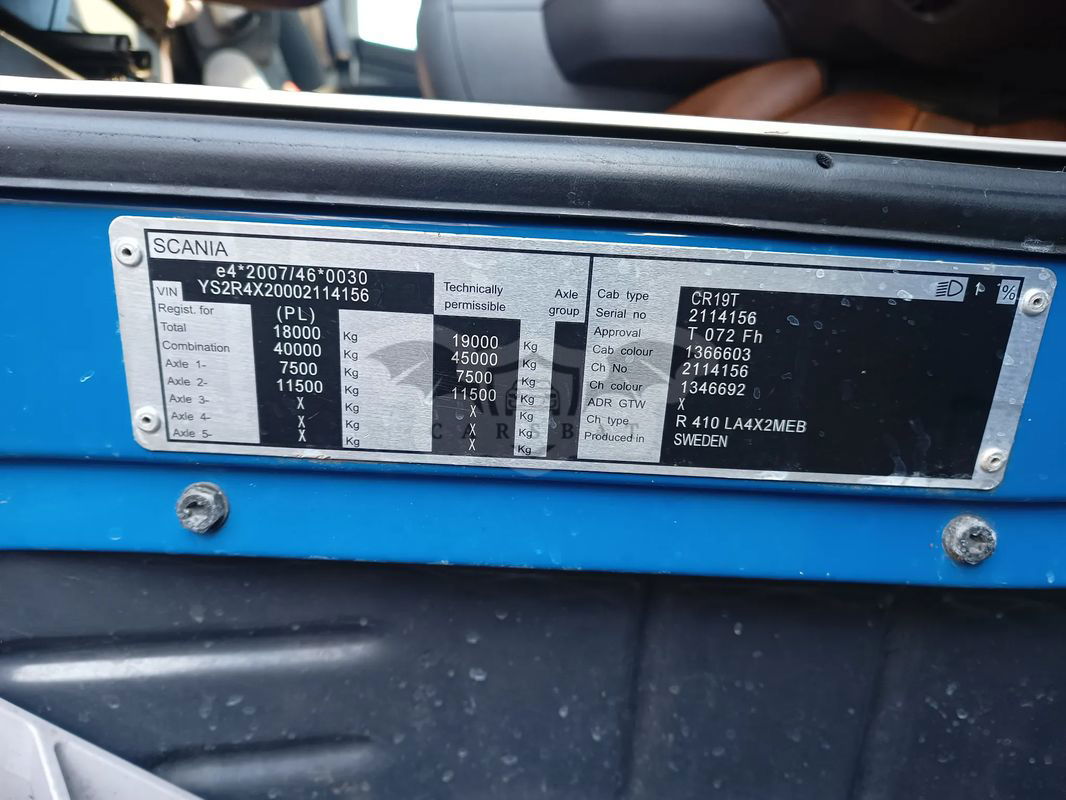 SCANIA
e4*2007/46*0030
VIN YS2R4X20002114156
Regist. for (PL)
Technically permissible
Axle group
Total 18000 Kg 19000 Kg
Combination 40000 Kg 45000 Kg
Axle 1- 7500 Kg 7500 Kg
Axle 2- 11500 Kg 11500 Kg
Axle 3- X Kg X Kg
Axle 4- X Kg X Kg
Axle 5- X Kg X Kg
1 1%
Cab type CR19T
Serial no 2114156
Approval T 072 Fh
Cab colour 1366603
Ch No 2114156
Ch colour 1346692
ADR GTW X
Ch type R 410 LA4X2MEB
Produced in SWEDEN
CARSBAT